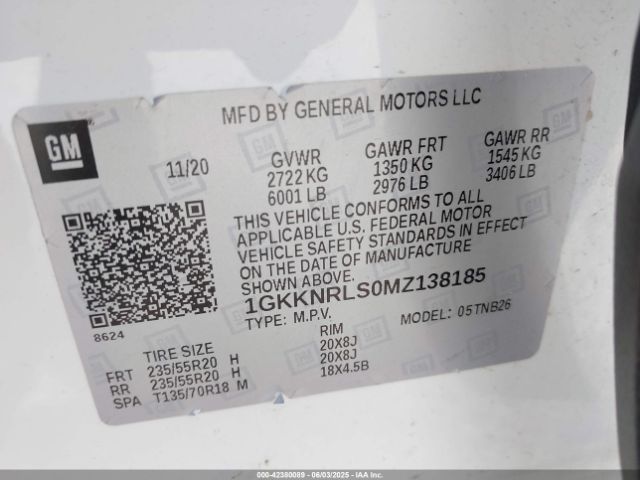 GM
MFD BY GENERAL MOTORS LLC
11/20
GVWR
2722 KG
6001 LB
GAWR FRT
1350 KG
2976 LB
GAWR RR
1545 KG
3406 LB
THIS VEHICLE CONFORMS TO ALL
APPLICABLE U.S. FEDERAL MOTOR
VEHICLE SAFETY STANDARDS IN EFFECT
ON THE DATE OF MANUFACTURE
SHOWN ABOVE.
1GKKNRLS0MZ138185
TYPE: M.P.V.
MODEL: 05TNB26
8624
TIRE SIZE RIM
FRT 235/55R20 H 20X8J
RR 235/55R20 H 20X8J
SPA T135/70R18 M 18X4.5B
@ - 42380089 - 06/03/2025 - IAAI.COM